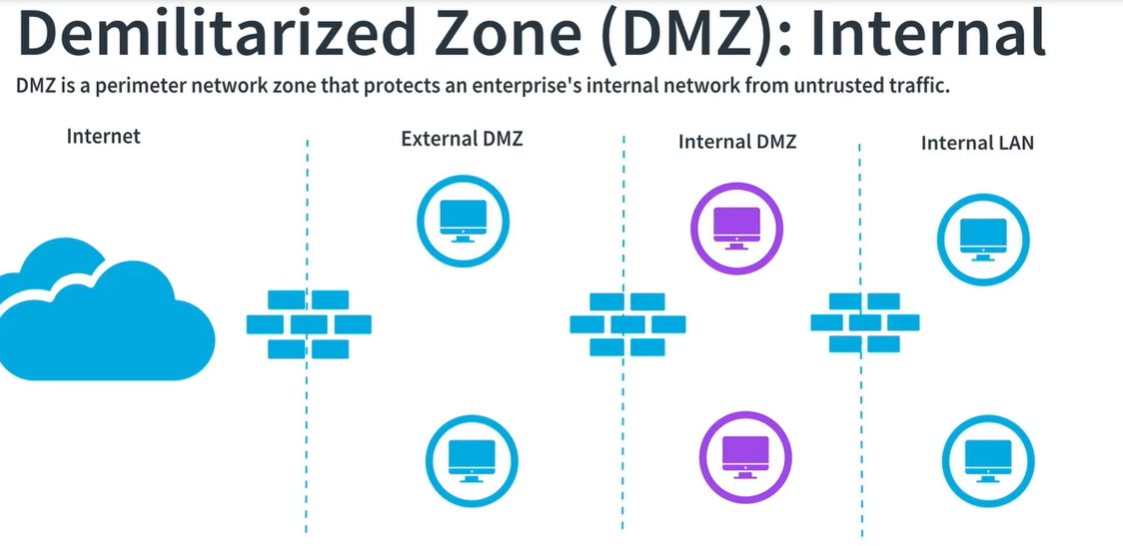 Demilitarized Zone (DMZ): Internal
DMZ is a perimeter network zone that protects an enterprise's internal network from untrusted traffic.
Internet
External DMZ
Internal DMZ
Internal LAN